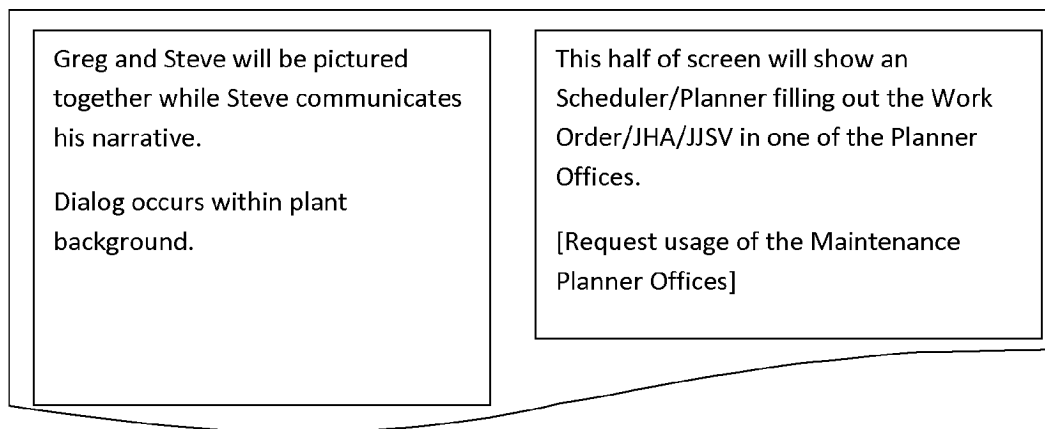 Greg and Steve will be pictured
together while Steve communicates
his narrative.
Dialog occurs within plant
background.
This half of screen will show an
Scheduler/Planner filling out the Work
Order/JHA/JJSV in one of the Planner
Offices.
[Request usage of the Maintenance
Planner Offices]